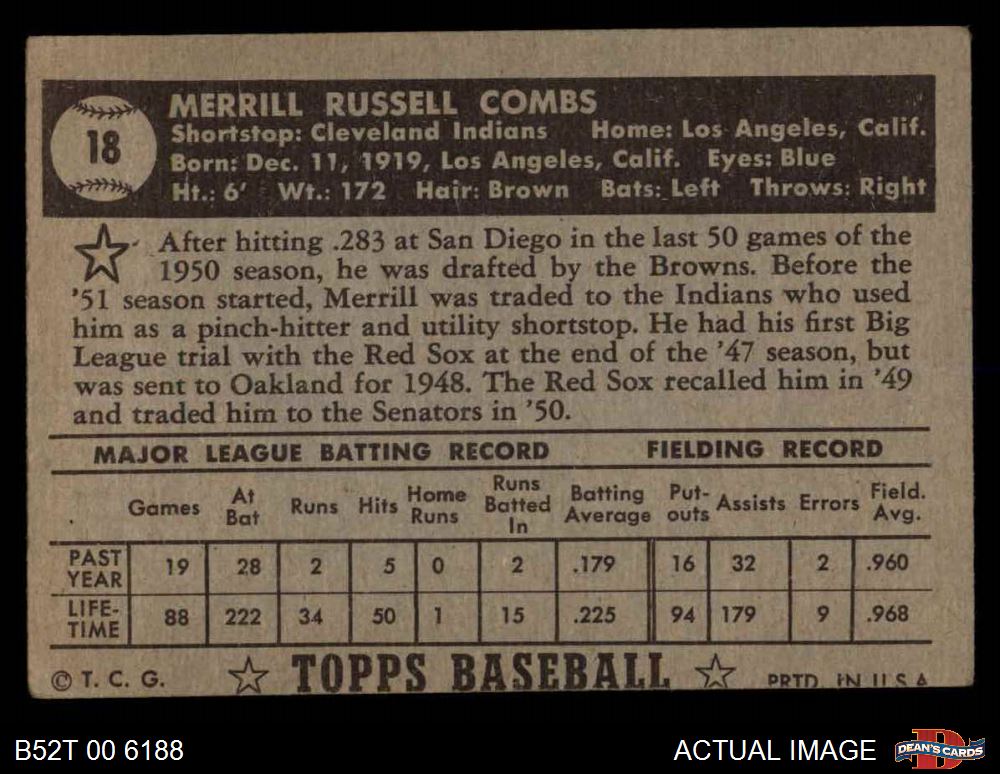 18
MERRILL RUSSELL COMBS
Shortstop: Cleveland Indians Home: Los Angeles, Calif.
Born: Dec. 11, 1919, Los Angeles, Calif. Eyes: Blue
Ht.: 6' Wt.: 172 Hair: Brown Bats: Left Throws: Right
After hitting .283 at San Diego in the last 50 games of the
1950 season, he was drafted by the Browns. Before the
'51 season started, Merrill was traded to the Indians who used
him as a pinch-hitter and utility shortstop. He had his first Big
League trial with the Red Sox at the end of the '47 season, but
was sent to Oakland for 1948. The Red Sox recalled him in '49
and traded him to the Senators in '50.
MAJOR LEAGUE BATTING RECORD FIELDING RECORD
Games At Bat Runs Hits Home Runs Runs Batted In Batting Average Put-outs Assists Errors Field. Avg.
PAST YEAR 19 28 2 5 0 2 .179 16 32 2 .960
LIFE-TIME 88 222 34 50 1 15 .225 94 179 9 .968
© T. C. G. TOPPS BASEBALL PRTD. IN U.S.A
B52T 00 6188 ACTUAL IMAGE DEAN'S CARDS